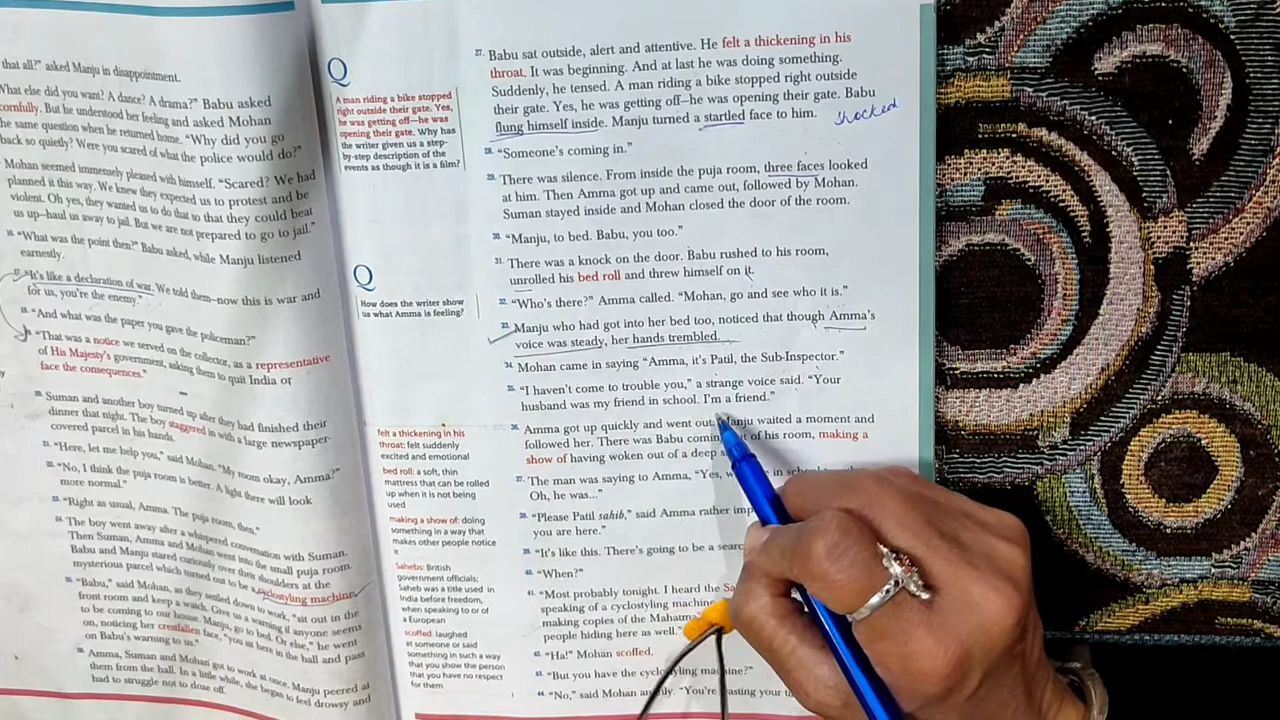 that all?" asked Manju in disappointment.
What else did you want? A dance? A drama?" Babu asked
scornfully. But he understood her feeling and asked Mohan
he same question when he returned home. "Why did you go
back so quietly? Were you scared of what the police would do?"
Mohan seemed immensely pleased with himself. "Scared? We had
planned it this way. We knew they expected us to protest and be
violent. Oh yes, they wanted us to do that so that they could beat
us up—haul us away to jail. But we are not prepared to go to jail."
"What was the point then?" Babu asked, while Manju listened
earnestly.
"It's like a declaration of war. We told them—now this is war and
for us, you're the enemy."
"And what was the paper you gave the policeman?"
"That was a notice we served on the collector, as a representative
of His Majesty's government, asking them to quit India or
face the consequences."
20. Suman and another boy turned up after they had finished their
dinner that night. The boy staggered in with a large newspaper-
covered parcel in his hands.
21. "Here, let me help you," said Mohan. "My room okay, Amma?"
22. "No, I think the puja room is better. A light there will look
more normal."
23. "Right as usual, Amma. The puja room, then."
24. The boy went away after a whispered conversation with Suman.
Then Suman, Amma and Mohan went into the small puja room.
Babu and Manju stared curiously over their shoulders at the
mysterious parcel which turned out to be a cyclostyling machine.
25. "Babu," said Mohan, as they settled down to work, "sit out in the
front room and keep a watch. Give us a warning if anyone seems
to be coming to our house. Manju, go to bed. Or else," he went
on, noticing her crestfallen face, "you sit here in the hall and pass
on Babu's warning to us."
26. Amma, Suman and Mohan got to work at once. Manju peered at
them from the hall. In a little while, she began to feel drowsy and
had to struggle not to doze off.
Q
A man riding a bike stopped
right outside their gate. Yes,
he was getting off—he was
opening their gate. Why has
the writer given us a step-
by-step description of the
events as though it is a film?
Q
How does the writer show
us what Amma is feeling?
felt a thickening in his
throat: felt suddenly
excited and emotional
bed roll: a soft, thin
mattress that can be rolled
up when it is not being
used
making a show of: doing
something in a way that
makes other people notice
it
Sahebs: British
government officials;
Saheb was a title used in
India before freedom,
when speaking to or of
a European
scoffed: laughed
at someone or said
something in such a way
that you show the person
that you have no respect
for them
27. Babu sat outside, alert and attentive. He felt a thickening in his
throat. It was beginning. And at last he was doing something.
Suddenly, he tensed. A man riding a bike stopped right outside
their gate. Yes, he was getting off—he was opening their gate. Babu
flung himself inside. Manju turned a startled face to him.
shocked
28. "Someone's coming in."
29. There was silence. From inside the puja room, three faces looked
at him. Then Amma got up and came out, followed by Mohan.
Suman stayed inside and Mohan closed the door of the room.
30. "Manju, to bed. Babu, you too."
31. There was a knock on the door. Babu rushed to his room,
unrolled his bed roll and threw himself on it.
32. "Who's there?" Amma called. "Mohan, go and see who it is."
33. Manju who had got into her bed too, noticed that though Amma's
voice was steady, her hands trembled.
34. Mohan came in saying "Amma, it's Patil, the Sub-Inspector."
35. "I haven't come to trouble you," a strange voice said. "Your
husband was my friend in school. I'm a friend."
36. Amma got up quickly and went out. Manju waited a moment and
followed her. There was Babu coming out of his room, making a
show of having woken out of a deep
37. The man was saying to Amma, "Yes, in
Oh, he was..."
38. "Please Patil sahib," said Amma rather
you are here."
39. "It's like this. There's going to be a
40. "When?"
41. "Most probably tonight. I heard the
speaking of a cyclostyling machine
making copies of the
people hiding here as well."
42. "Ha!" Mohan scoffed.
43. "But you have the cyclostyling machine?"
44. "No," said Mohan "You're wasting your